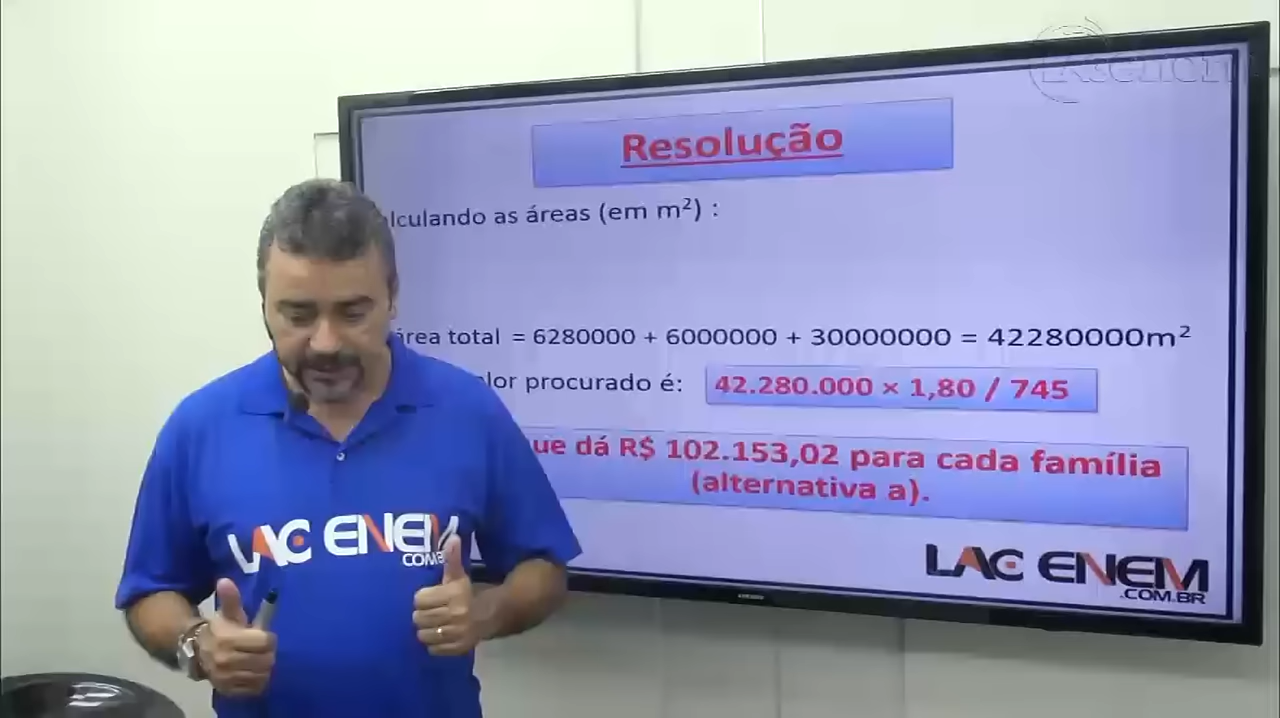 Resolução
lculando as áreas (em m²) :
área total = 6280000 + 6000000 + 30000000 = 42280000m²
lor procurado é: 42.280.000 × 1,80 / 745
ue dá R$ 102.153,02 para cada família
(alternativa a).
LAC ENEM
.COM.BR
LAC ENEM